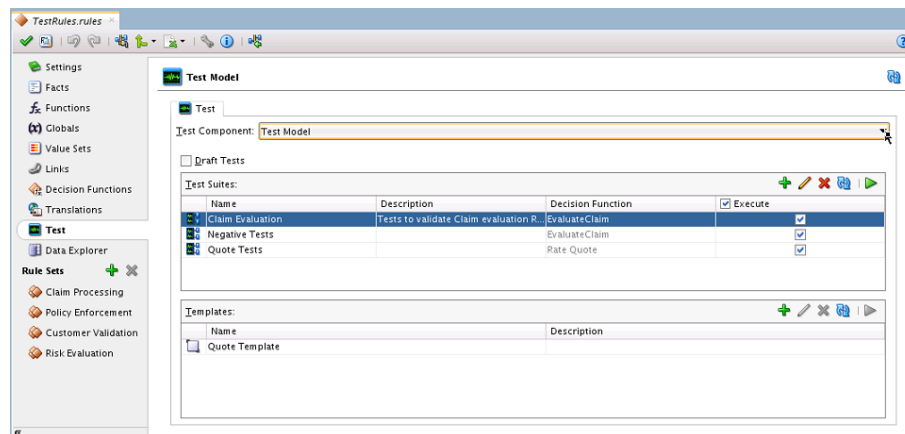 TestRules.rules
Settings
Facts
Functions
Globals
Value Sets
Links
Decision Functions
Translations
Test
Data Explorer
Rule Sets
Claim Processing
Policy Enforcement
Customer Validation
Risk Evaluation
Test Model
Test
Test Component: Test Model
Draft Tests
Test Suites:
Name Description Decision Function Execute
Claim Evaluation Tests to validate Claim evaluation R... EvaluateClaim
Negative Tests EvaluateClaim
Quote Tests Rate Quote
Templates:
Name Description
Quote Template